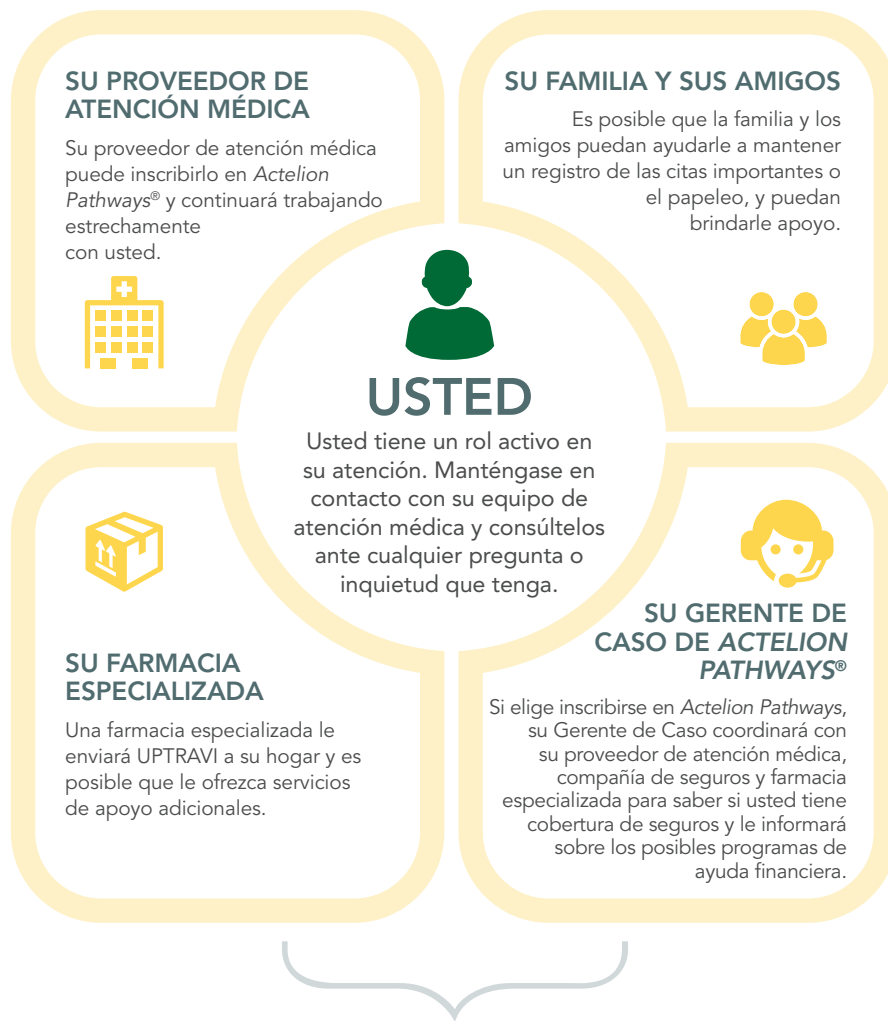 SU PROVEEDOR DE
ATENCIÓN MÉDICA
Su proveedor de atención médica
puede inscribirlo en Actelion
Pathways® y continuará trabajando
estrechamente
con usted.
SU FAMILIA Y SUS AMIGOS
Es posible que la familia y los
amigos puedan ayudarle a mantener
un registro de las citas importantes o
el papeleo, y puedan
brindarle apoyo.
USTED
Usted tiene un rol activo en
su atención. Manténgase en
contacto con su equipo de
atención médica y consúltelos
ante cualquier pregunta o
inquietud que tenga.
SU FARMACIA
ESPECIALIZADA
Una farmacia especializada le
enviará UPTRAVI a su hogar y es
posible que le ofrezca servicios
de apoyo adicionales.
SU GERENTE DE
CASO DE ACTELION
PATHWAYS®
Si elige inscribirse en Actelion Pathways,
su Gerente de Caso coordinará con
su proveedor de atención médica,
compañía de seguros y farmacia
especializada para saber si usted tiene
cobertura de seguros y le informará
sobre los posibles programas de
ayuda financiera.